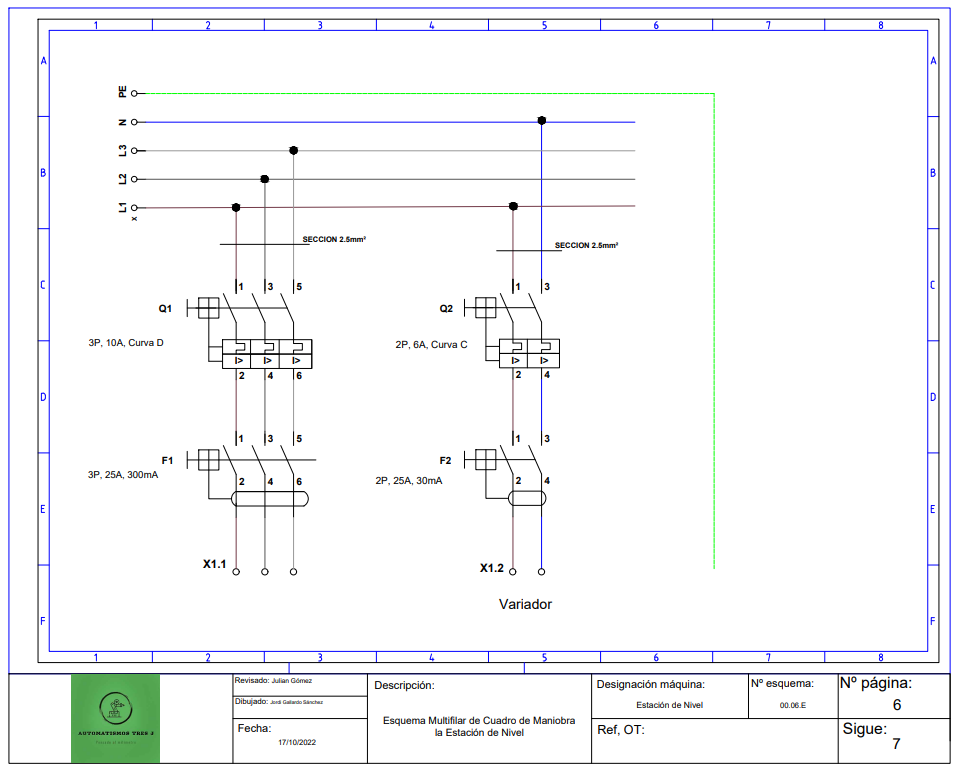 1 2 3 4 5 6 7 8
A A
PE
N
B B
L3
L2
L1
x
SECCION 2.5mm²
SECCION 2.5mm²
C C
1 3 5
1 3
Q1
Q2
3P, 10A, Curva D
2P, 6A, Curva C
I> I> I>
I> I>
2 4 6
2 4
D D
1 3 5
1 3
F1
F2
3P, 25A, 300mA
2P, 25A, 30mA
2 4 6
2 4
E E
X1.1
X1.2
Variador
F F
1 2 3 4 5 6 7 8
AUTOMATISMOS TRES J
Revisado: Julian Gómez
Dibujado: Jordi Gallardo Sánchez
Fecha:
17/10/2022
Descripción:
Esquema Multifilar de Cuadro de Maniobra
la Estación de Nivel
Designación máquina:
Estación de Nivel
Nº esquema:
00.06.E
Ref, OT:
Nº página:
6
Sigue:
7